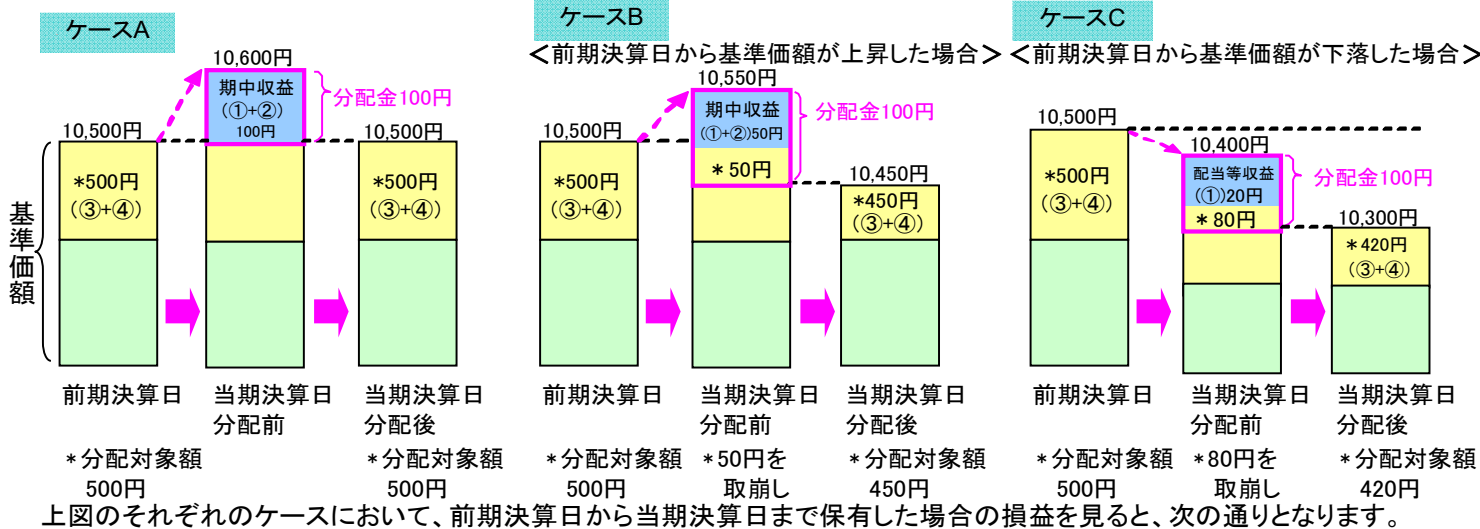 ケースA
10,600円
期中収益
(①+②)
100円
分配金100円
10,500円
10,500円
*500円
(③+④)
*500円
(③+④)
基準価額
前期決算日
当期決算日
分配前
当期決算日
分配後
*分配対象額
500円
*分配対象額
500円
ケースB
<前期決算日から基準価額が上昇した場合>
10,550円
期中収益
(①+②)50円
*50円
分配金100円
10,500円
10,450円
*500円
(③+④)
*450円
(③+④)
前期決算日
当期決算日
分配前
当期決算日
分配後
*分配対象額
500円
*50円を
取崩し
*分配対象額
450円
ケースC
<前期決算日から基準価額が下落した場合>
10,500円
10,400円
配当等収益
(①)20円
*80円
分配金100円
10,300円
*500円
(③+④)
*420円
(③+④)
前期決算日
当期決算日
分配前
当期決算日
分配後
*分配対象額
500円
*80円を
取崩し
*分配対象額
420円
上図のそれぞれのケースにおいて、前期決算日から当期決算日まで保有した場合の損益を見ると、次の通りとなります。